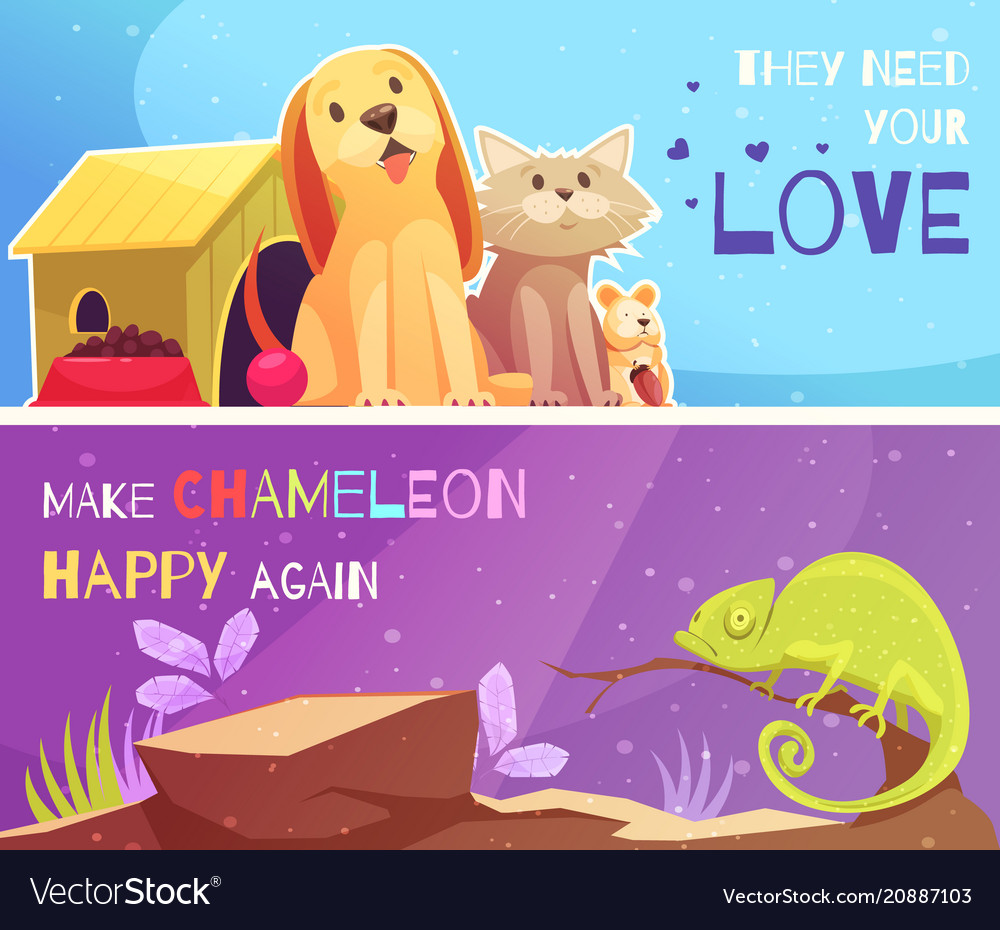 THEY NEED
YOUR
LOVE
MAKE CHAMELEON
HAPPY AGAIN
VectorStock®
VectorStock.com/20887103